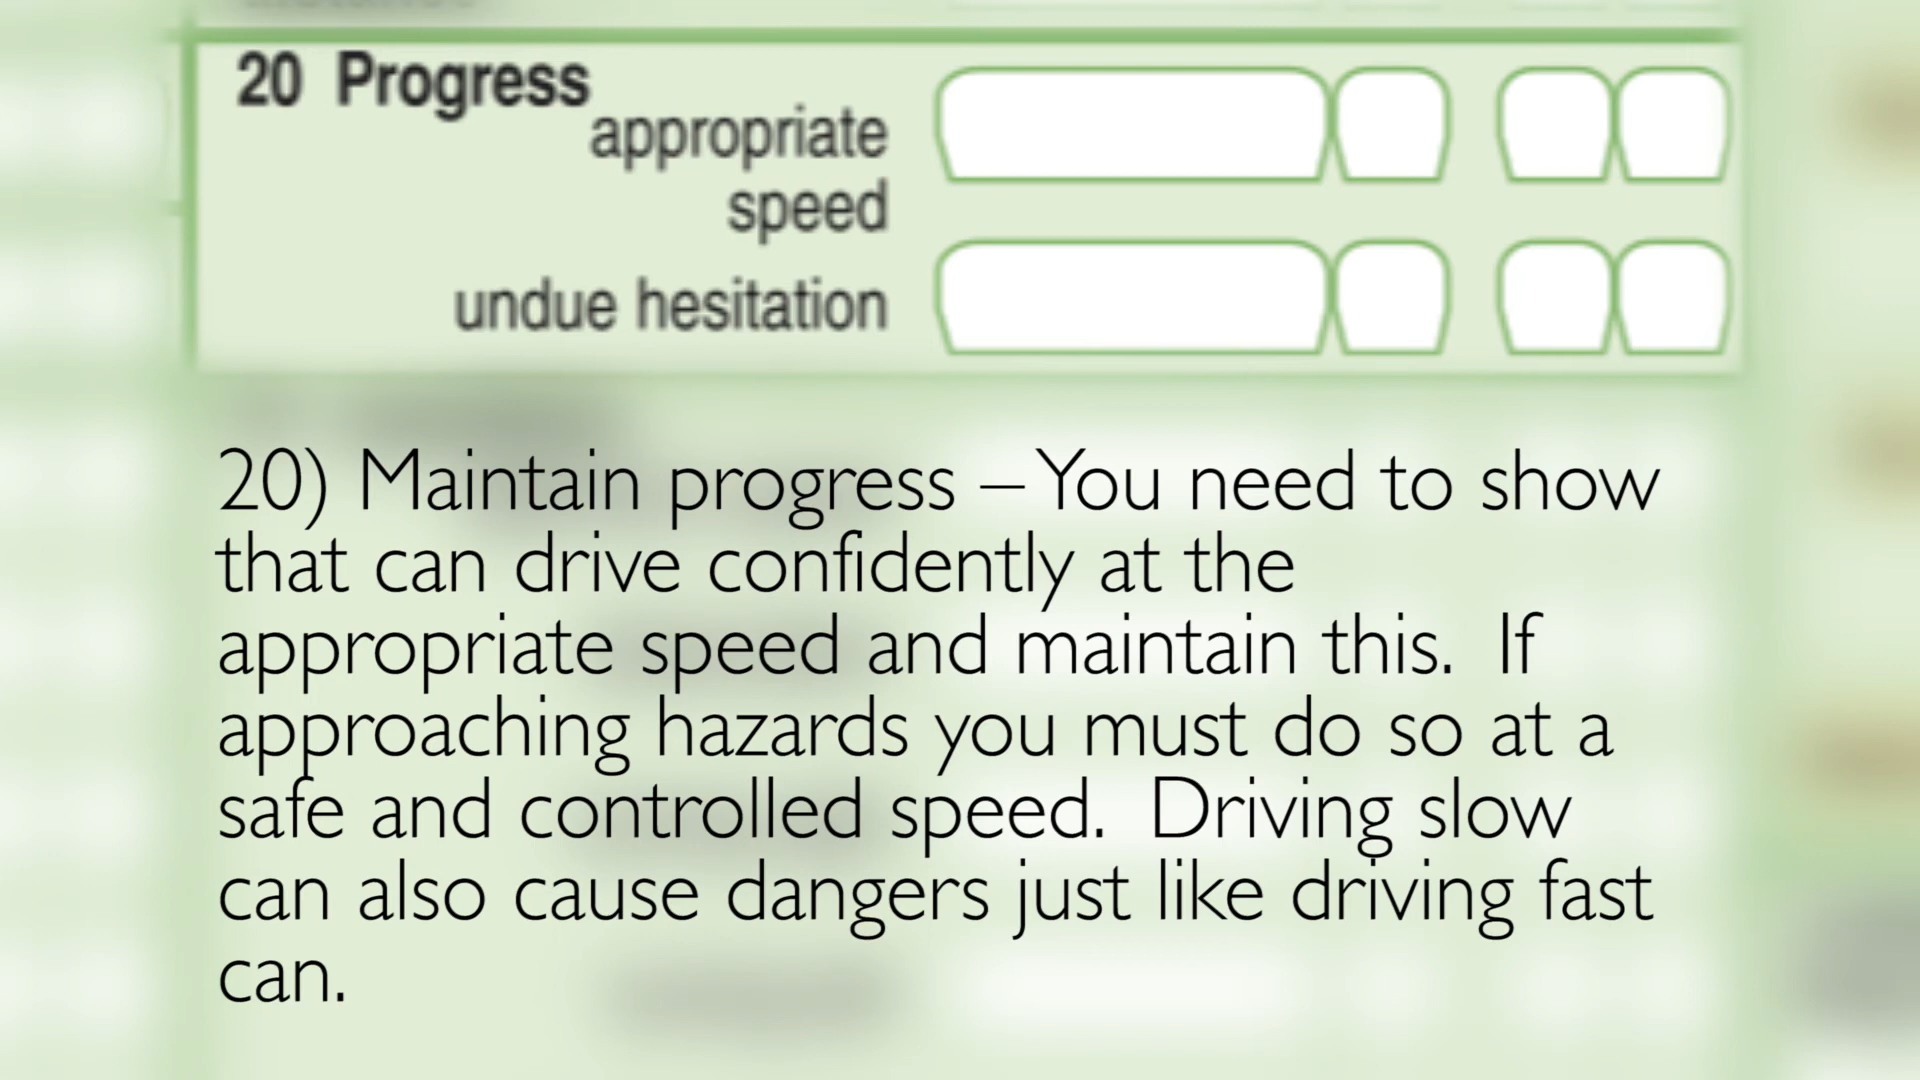 20 Progress
appropriate
speed
undue hesitation
20) Maintain progress – You need to show
that can drive confidently at the
appropriate speed and maintain this.  If
approaching hazards you must do so at a
safe and controlled speed.  Driving slow
can also cause dangers just like driving fast
can.